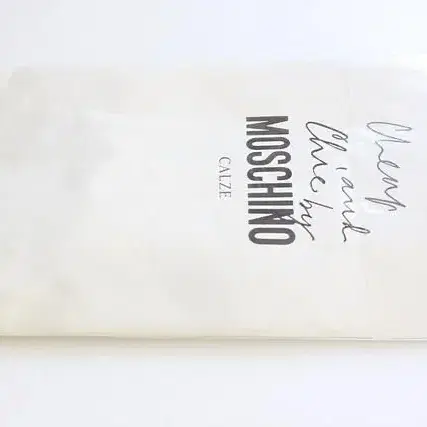 Cheap and
Chic by
MOSCHINO
CALZE